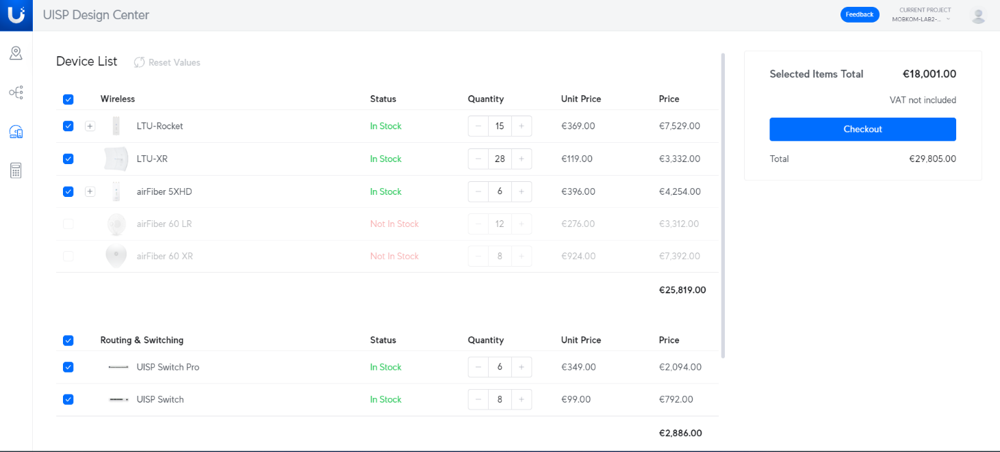 UISP Design Center
Feedback
CURRENT PROJECT
MOBKOM-LAB2-...
Device List
Reset Values
Wireless Status Quantity Unit Price Price
LTU-Rocket In Stock − 15 + €369.00 €7,529.00
LTU-XR In Stock − 28 + €119.00 €3,332.00
airFiber 5XHD In Stock − 6 + €396.00 €4,254.00
airFiber 60 LR Not In Stock − 12 + €276.00 €3,312.00
airFiber 60 XR Not In Stock − 8 + €924.00 €7,392.00
€25,819.00
Routing & Switching Status Quantity Unit Price Price
UISP Switch Pro In Stock − 6 + €349.00 €2,094.00
UISP Switch In Stock − 8 + €99.00 €792.00
€2,886.00
Selected Items Total €18,001.00
VAT not included
Checkout
Total €29,805.00